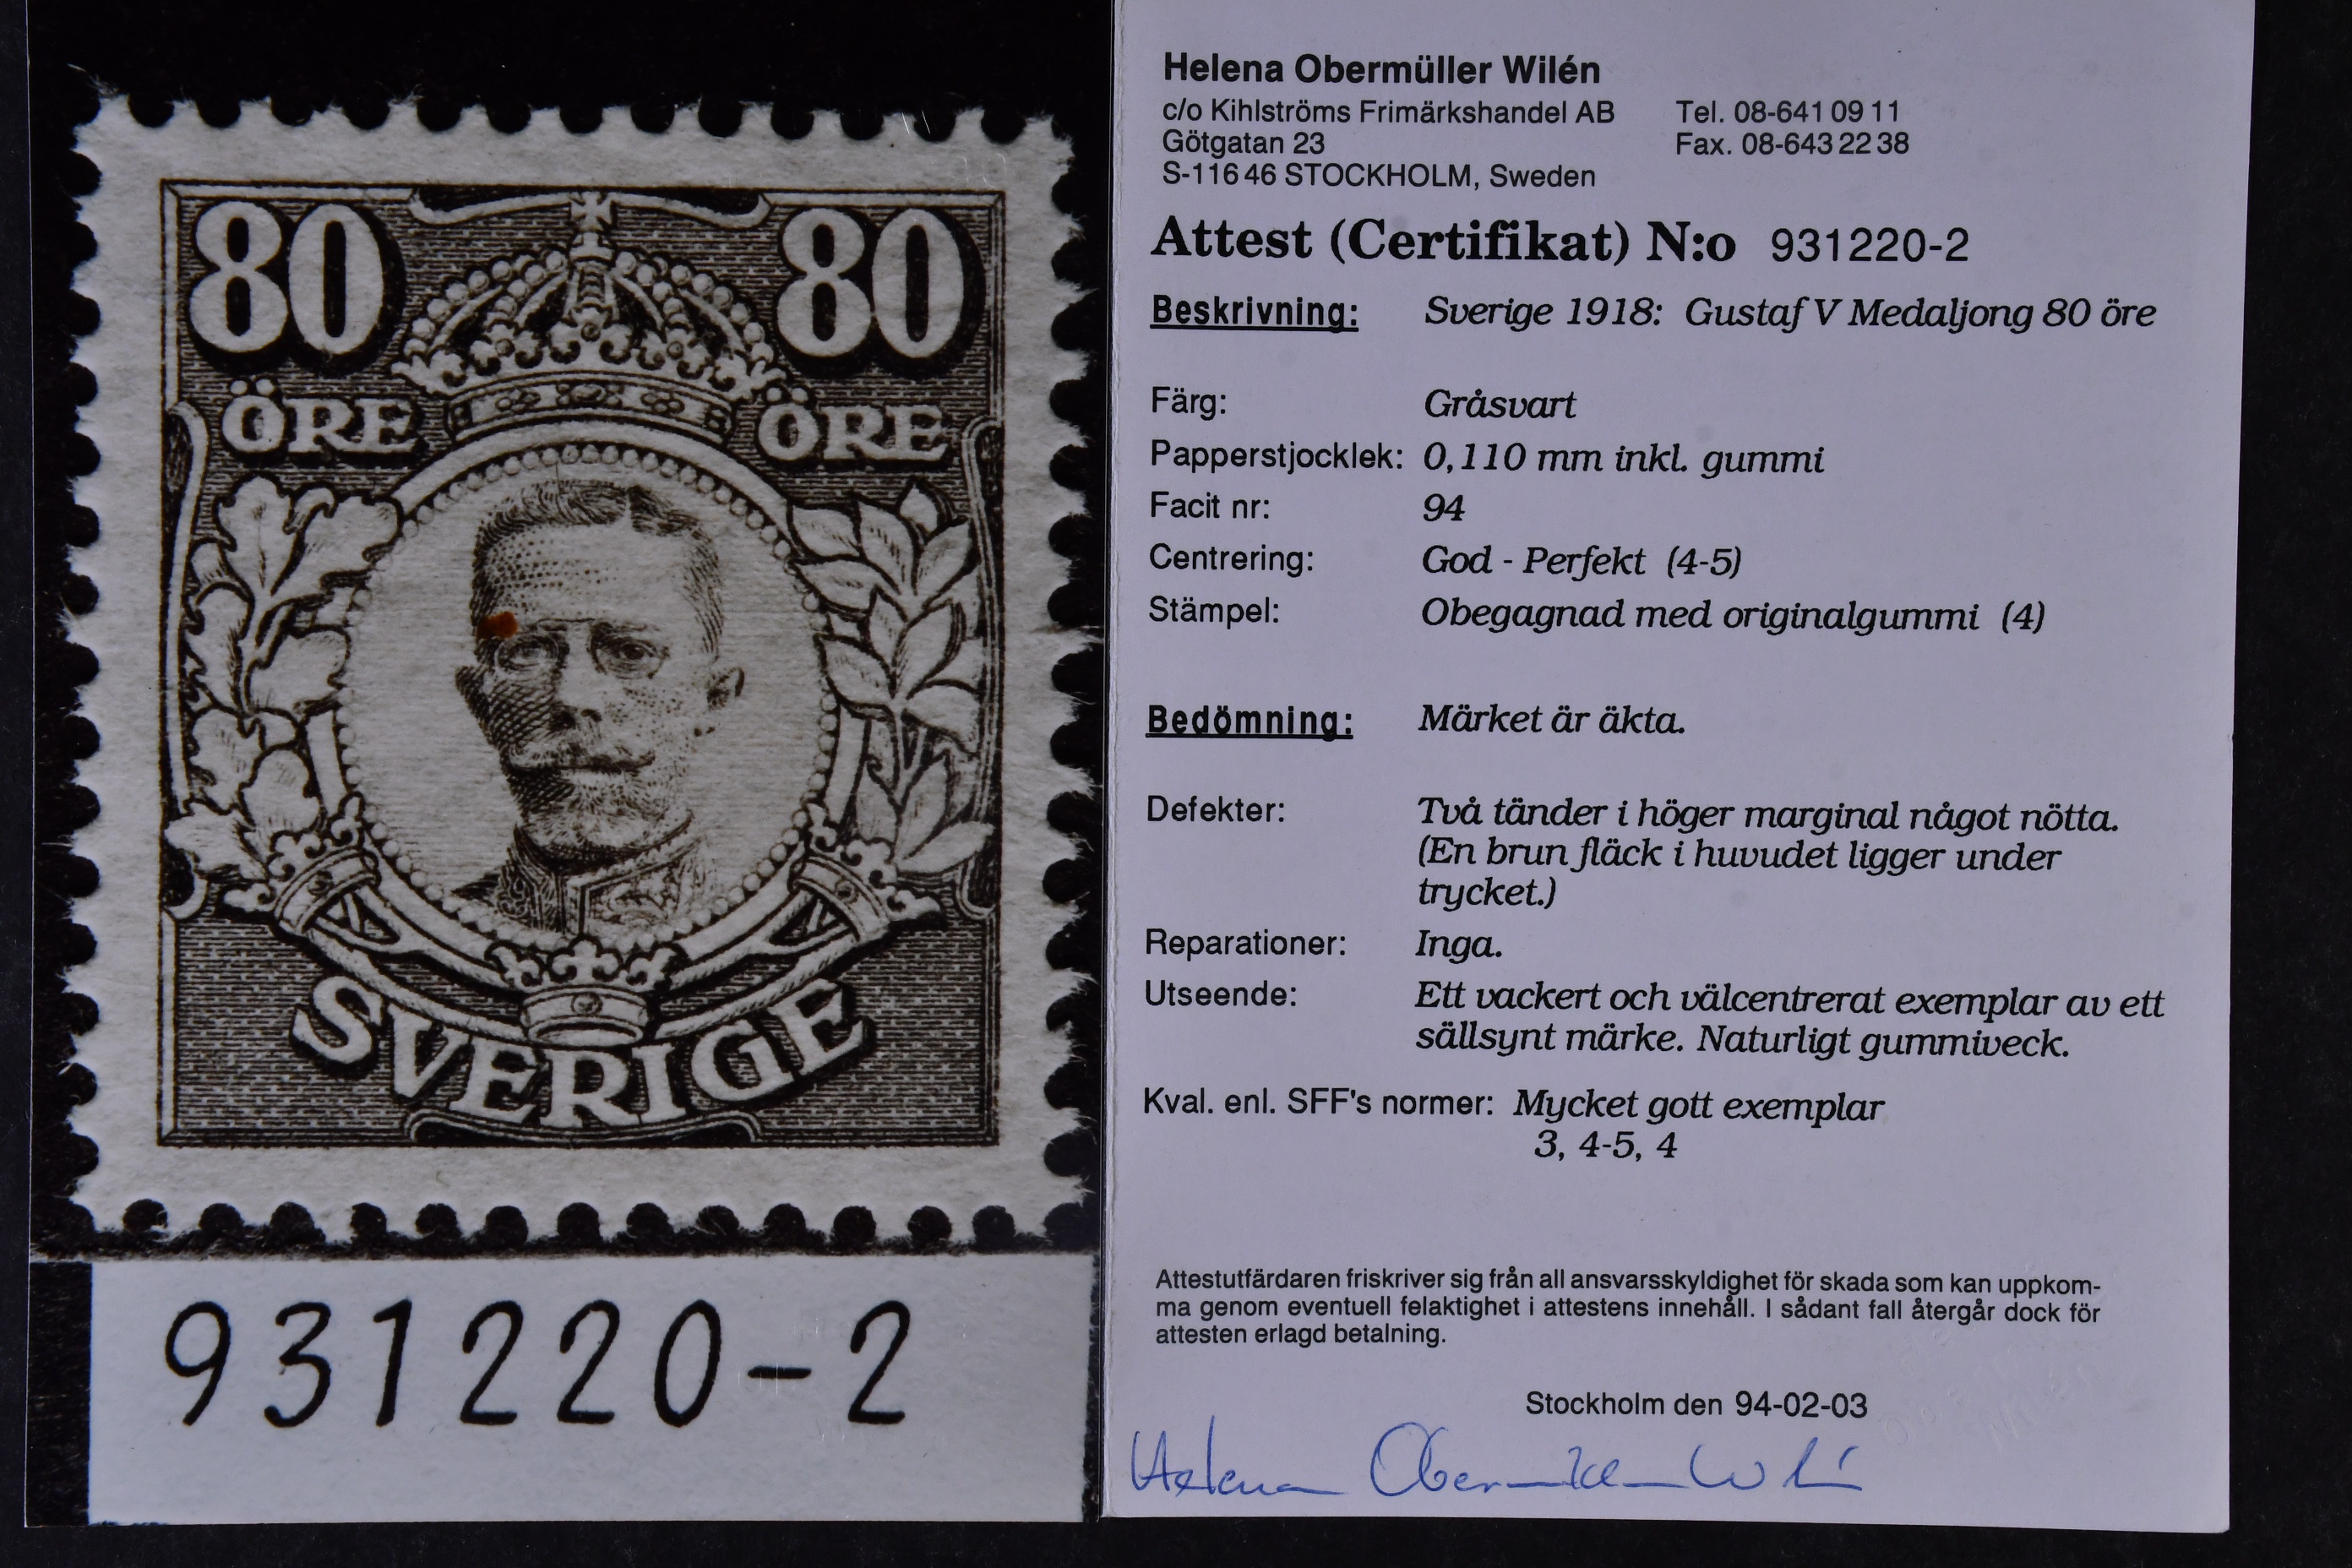 80 80
ÖRE ÖRE
SVERIGE
931220-2
Helena Obermüller Wilén
c/o Kihlströms Frimärkshandel AB Tel. 08-641 09 11
Götgatan 23 Fax. 08-643 22 38
S-116 46 STOCKHOLM, Sweden
Attest (Certifikat) N:o 931220-2
Beskrivning: Sverige 1918: Gustaf V Medaljong 80 öre
Färg: Gråsvart
Papperstjocklek: 0,110 mm inkl. gummi
Facit nr: 94
Centrering: God - Perfekt (4-5)
Stämpel: Obegagnad med originalgummi (4)
Bedömning: Märket är äkta.
Defekter: Två tänder i höger marginal något nötta.
(En brun fläck i huvudet ligger under
trycket.)
Reparationer: Inga.
Utseende: Ett vackert och välcentrerat exemplar av ett
sällsynt märke. Naturligt gummiveck.
Kval. enl. SFF's normer: Mycket gott exemplar
3, 4-5, 4
Attestutfärdaren friskriver sig från all ansvarsskyldighet för skada som kan uppkom-
ma genom eventuell felaktighet i attestens innehåll. I sådant fall återgår dock för
attesten erlagd betalning.
Stockholm den 94-02-03
Helena Obermüller Wilén